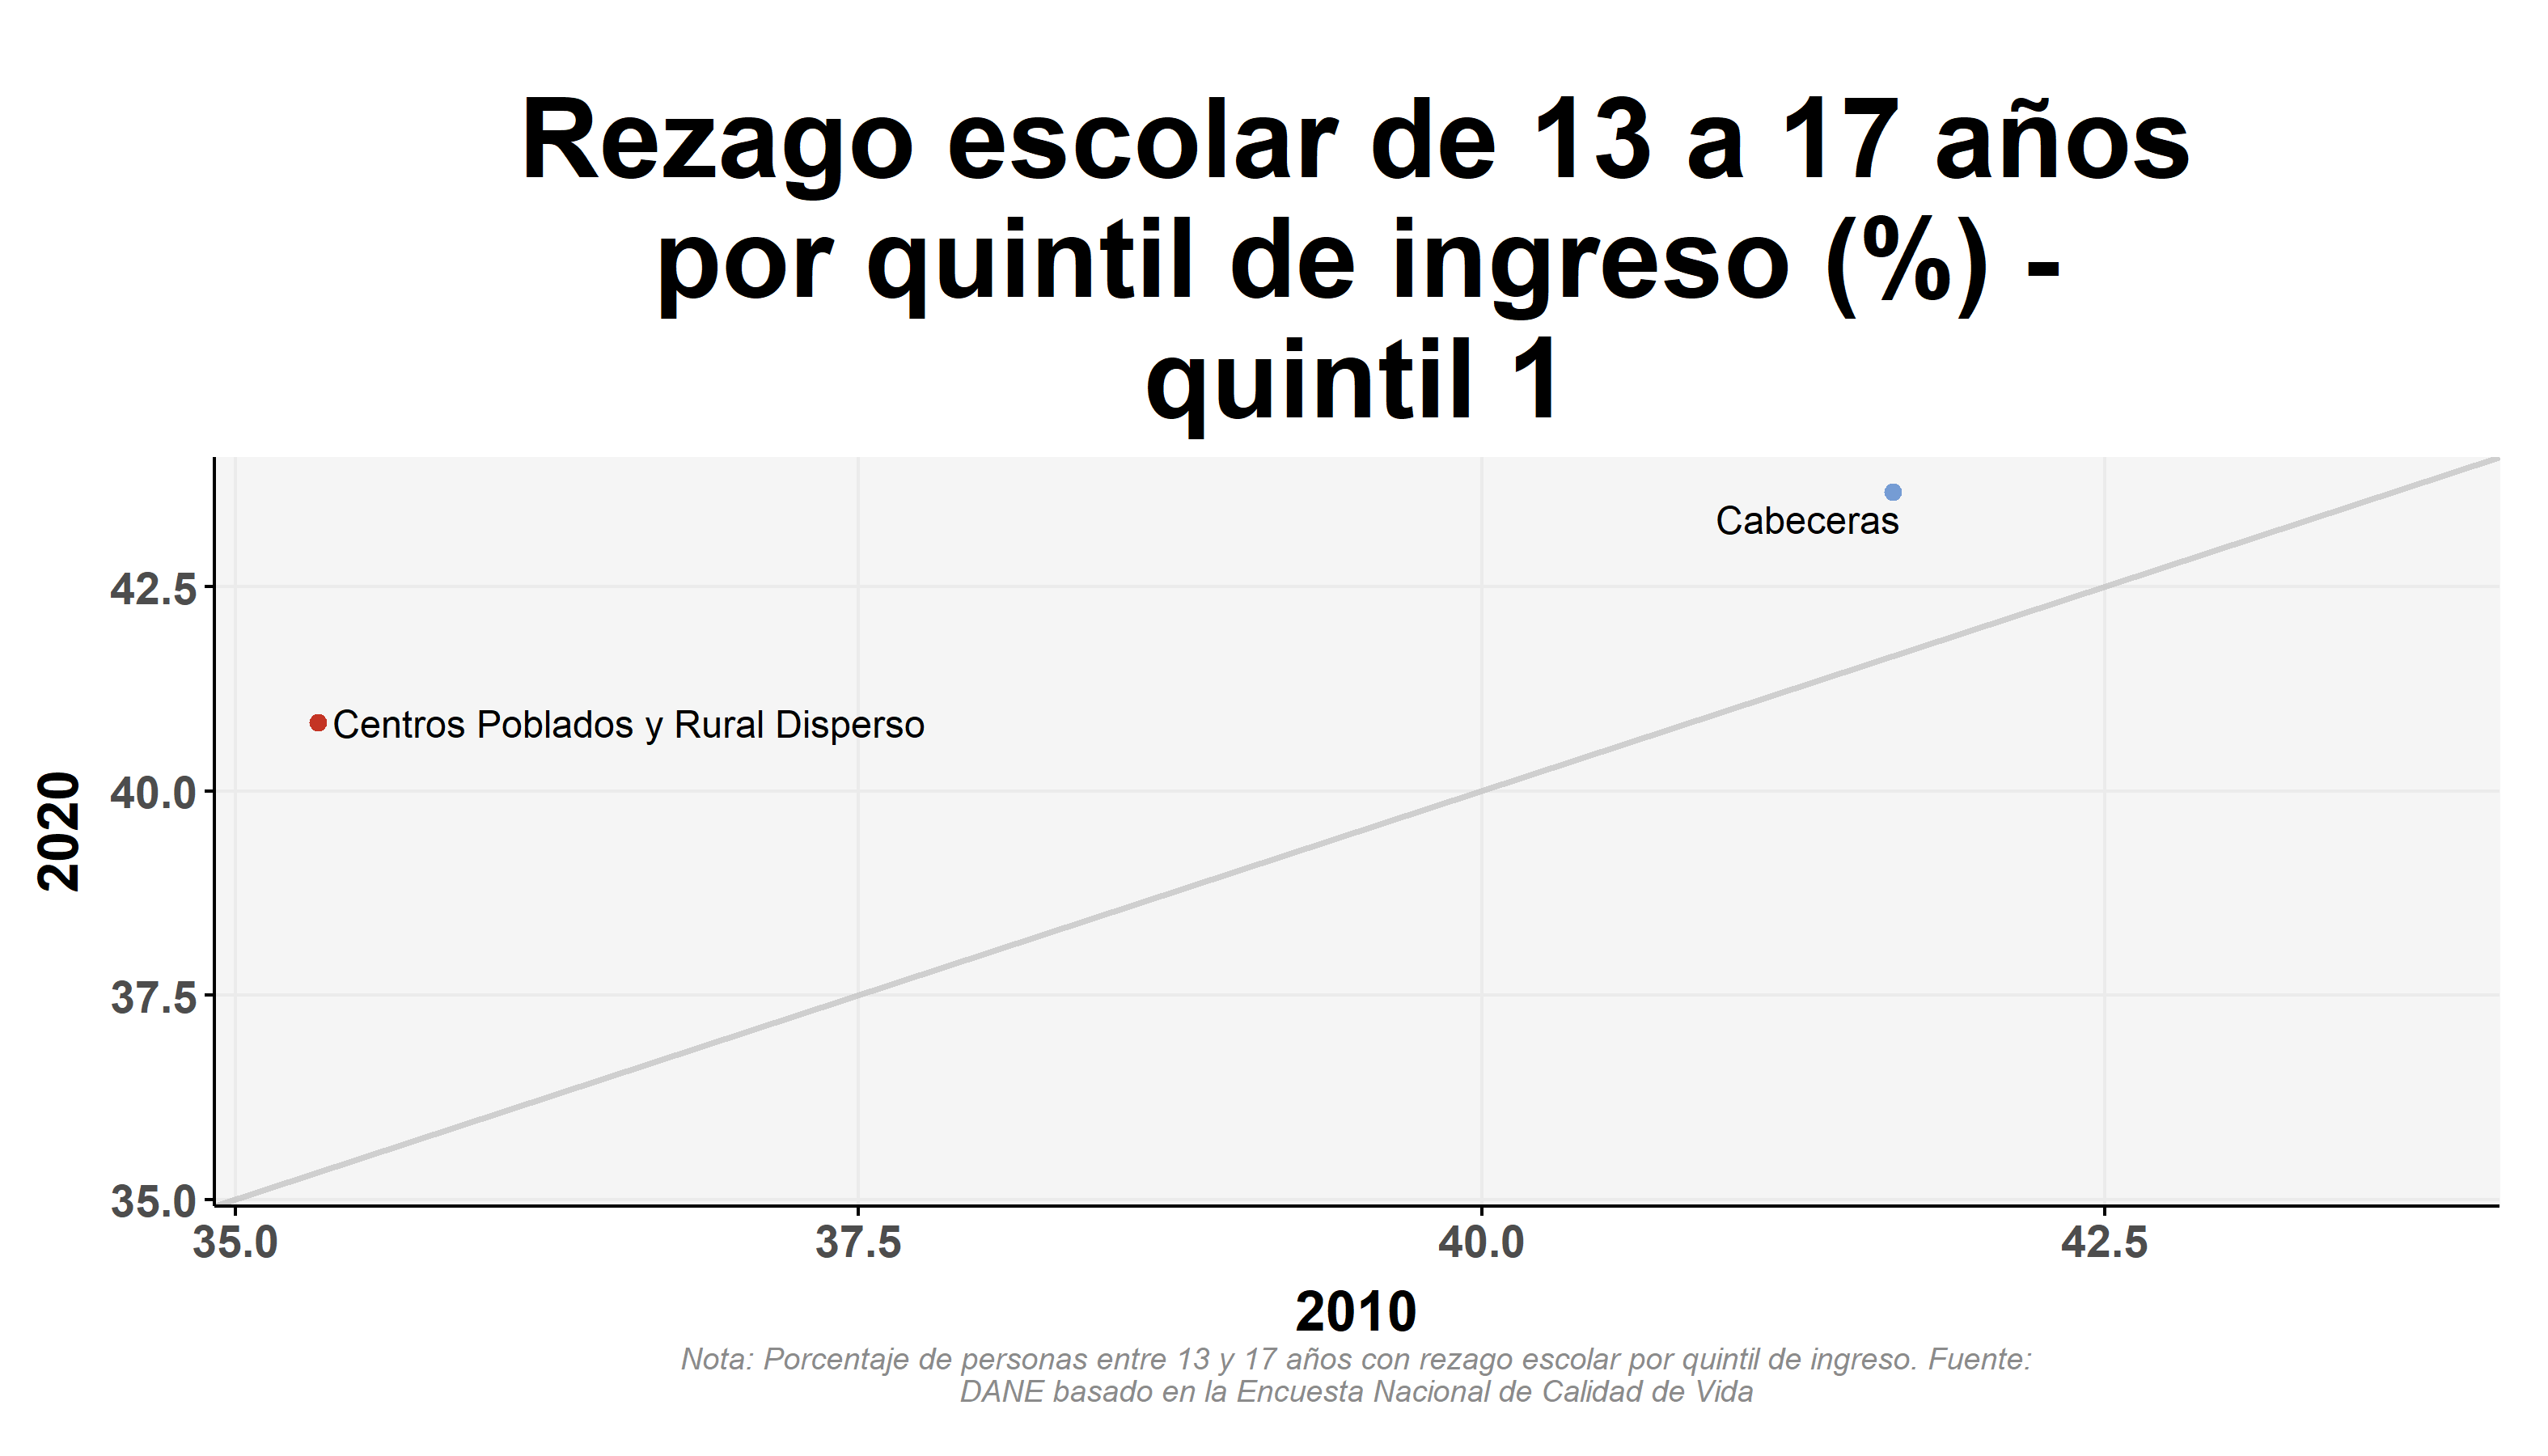 Rezago escolar de 13 a 17 años
por quintil de ingreso (%) -
quintil 1
Cabeceras
42.5
Centros Poblados y Rural Disperso
40.0
2020
37.5
35.0
35.0 37.5 40.0 42.5
2010
Nota: Porcentaje de personas entre 13 y 17 años con rezago escolar por quintil de ingreso. Fuente:
DANE basado en la Encuesta Nacional de Calidad de Vida